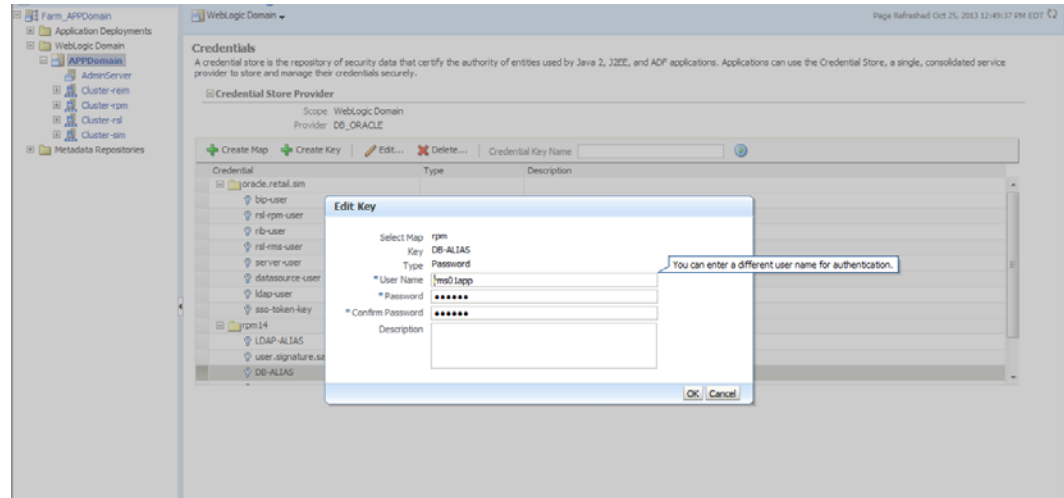 Farm_APPDomain
Application Deployments
WebLogic Domain
APPDomain
AdminServer
Cluster-reim
Cluster-rpm
Cluster-rsl
Cluster-sim
Metadata Repositories
WebLogic Domain
Page Refreshed Oct 25, 2013 12:49:37 PM EDT
Credentials
A credential store is the repository of security data that certify the authority of entities used by Java 2, J2EE, and ADF applications. Applications can use the Credential Store, a single, consolidated service
provider to store and manage their credentials securely.
Credential Store Provider
Scope WebLogic Domain
Provider DB_ORACLE
Create Map Create Key Edit... Delete... Credential Key Name
Credential Type Description
oracle.retail.sim
bip-user
rsl-rpm-user
rib-user
rsl-rms-user
server-user
datasource-user
ldap-user
sso-token-key
rpm14
LDAP-ALIAS
user.signature.sa
DB-ALIAS
Edit Key
Select Map rpm
Key DB-ALIAS
Type Password
* User Name rms01app
* Password ●●●●●●
* Confirm Password ●●●●●●
Description
You can enter a different user name for authentication.
OK Cancel